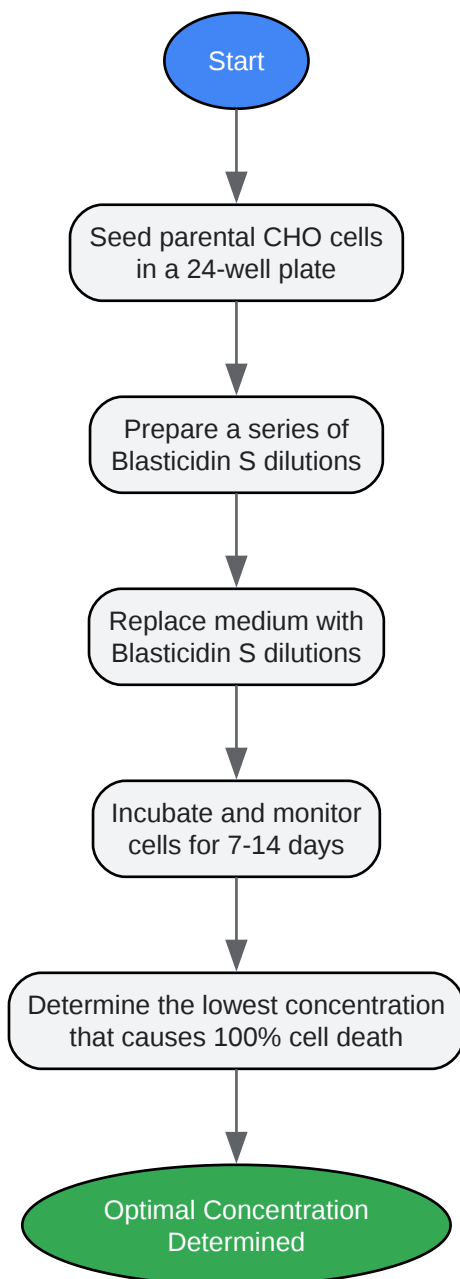 Start
Seed parental CHO cells
in a 24-well plate
Prepare a series of
Blasticidin S dilutions
Replace medium with
Blasticidin S dilutions
Incubate and monitor
cells for 7-14 days
Determine the lowest concentration
that causes 100% cell death
Optimal Concentration
Determined